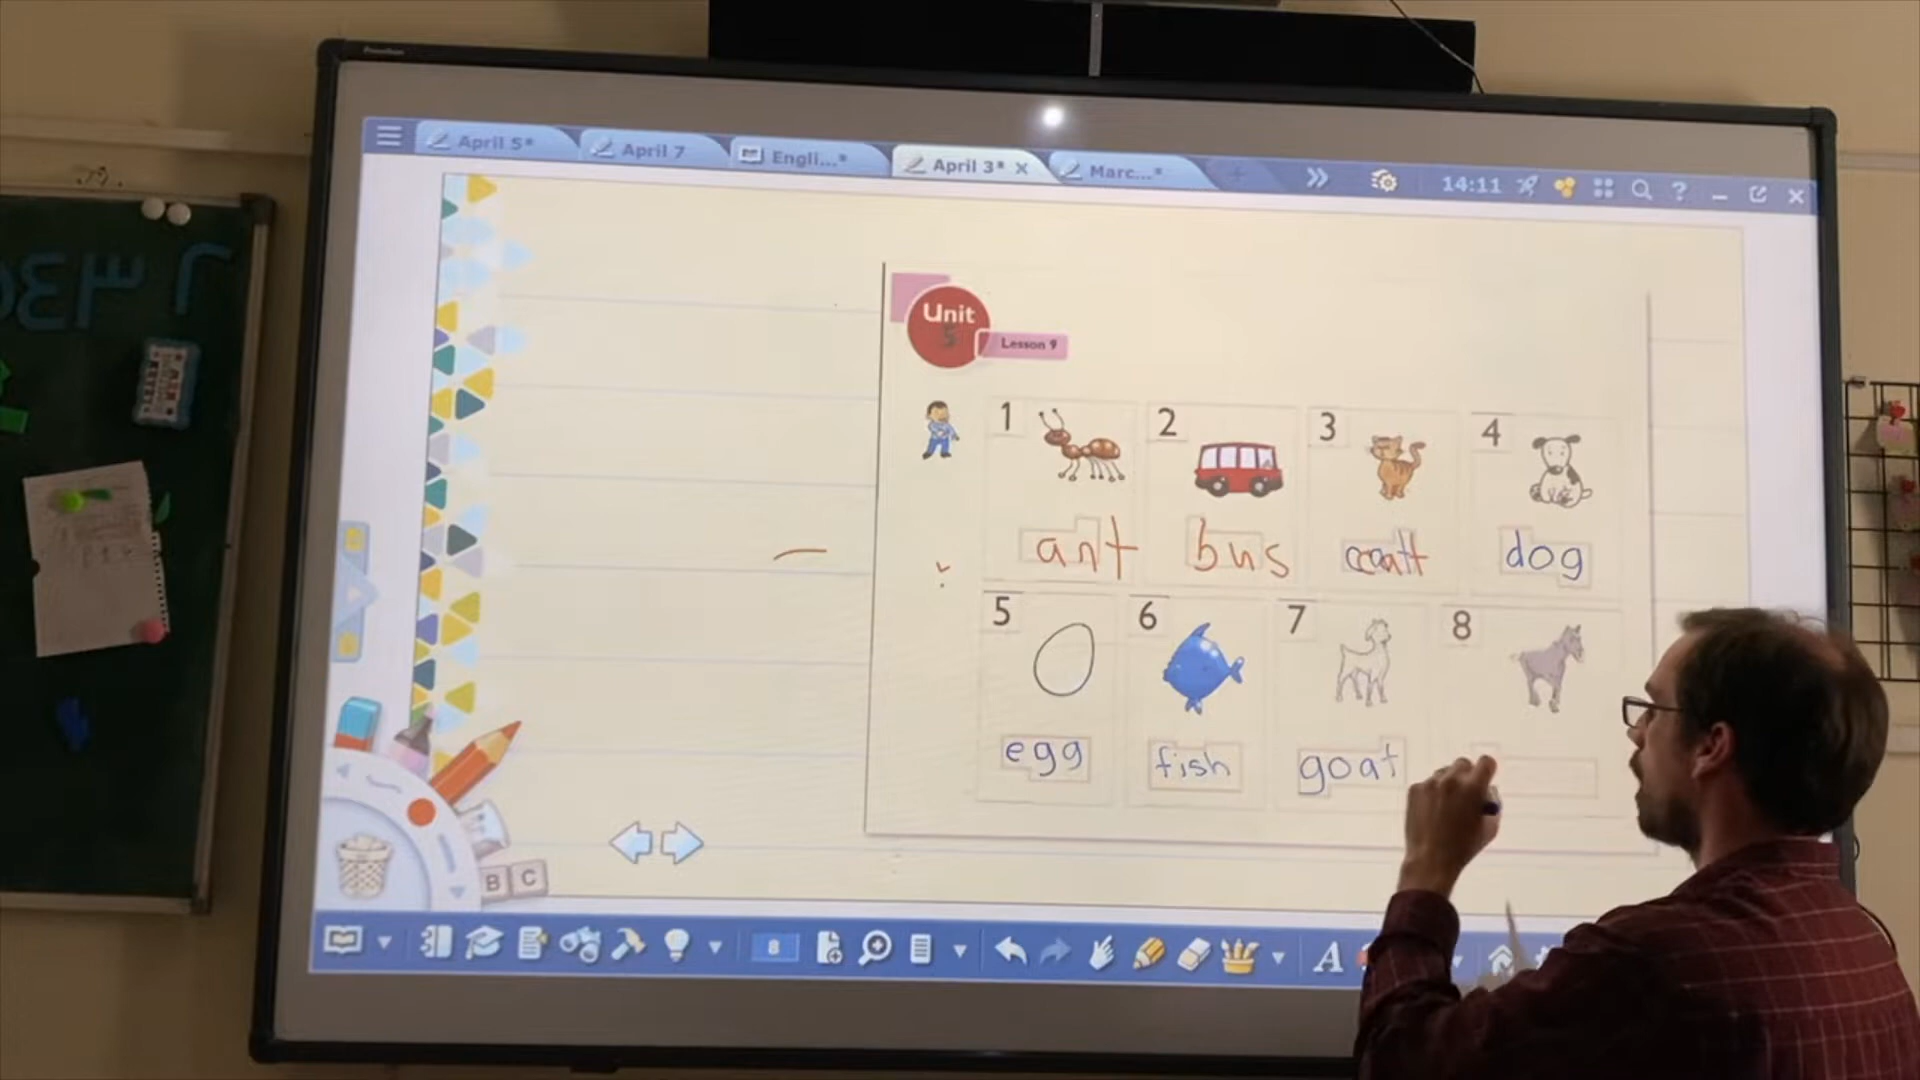 April 5*
April 7
Engli...*
April 3*
Marc...*
14:11
?
Unit
5
Lesson 9
1
2
3
4
ant
bus
dog
5
6
7
8
egg
fish
goat
B C
8
A